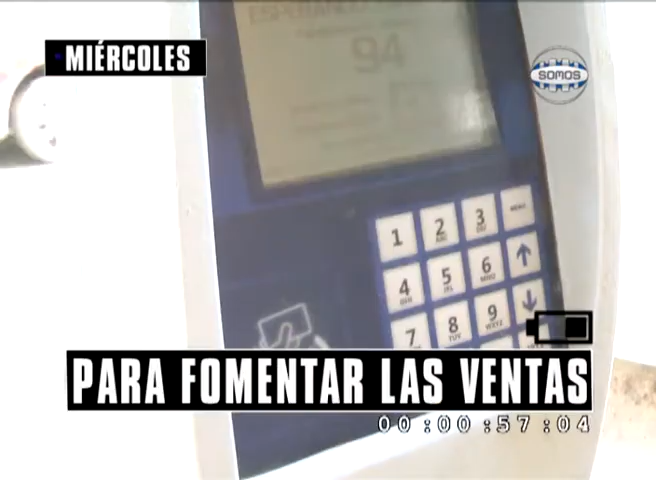 MIÉRCOLES
SOMOS
94
1
2
ABC
3
DEF
MENU
4
GHI
5
JKL
6
MNO
7
8
TUV
9
WXYZ
PARA FOMENTAR LAS VENTAS
00:00:57:04